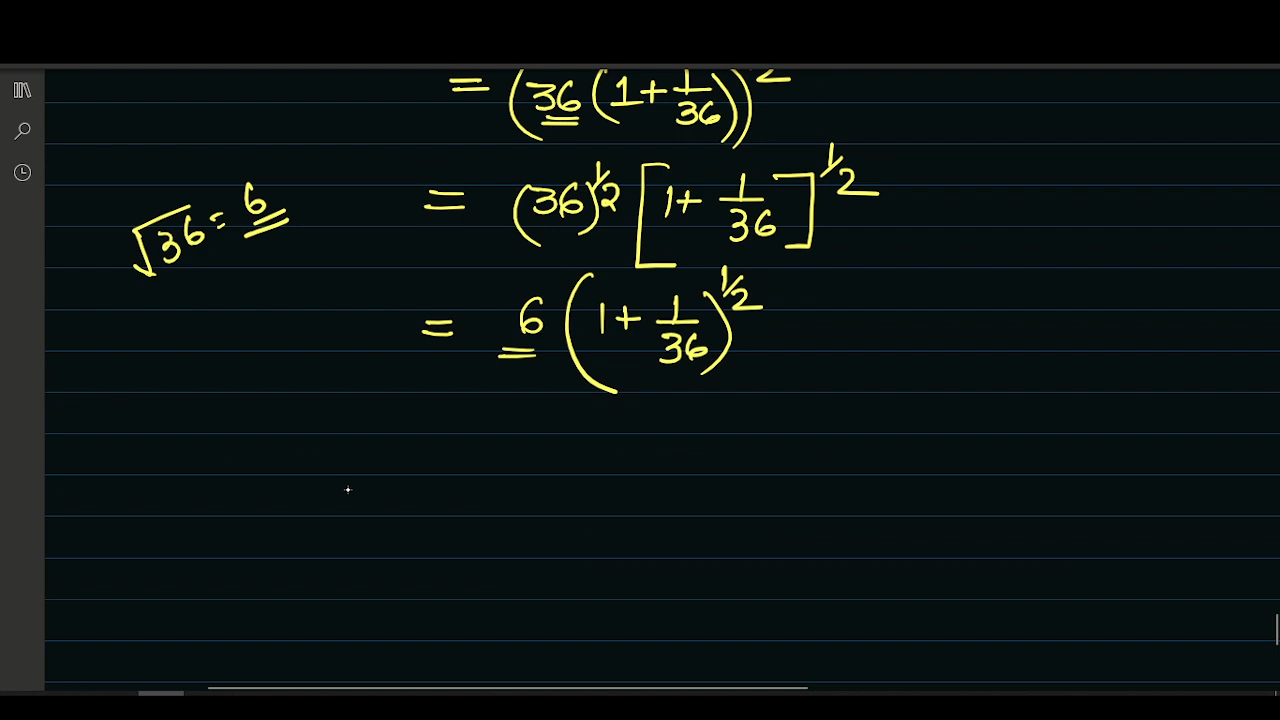 = (36(1+1/36))^1/2
= (36)^1/2 [1+ 1/36]^1/2
√36 = 6
= 6 (1+ 1/36)^1/2